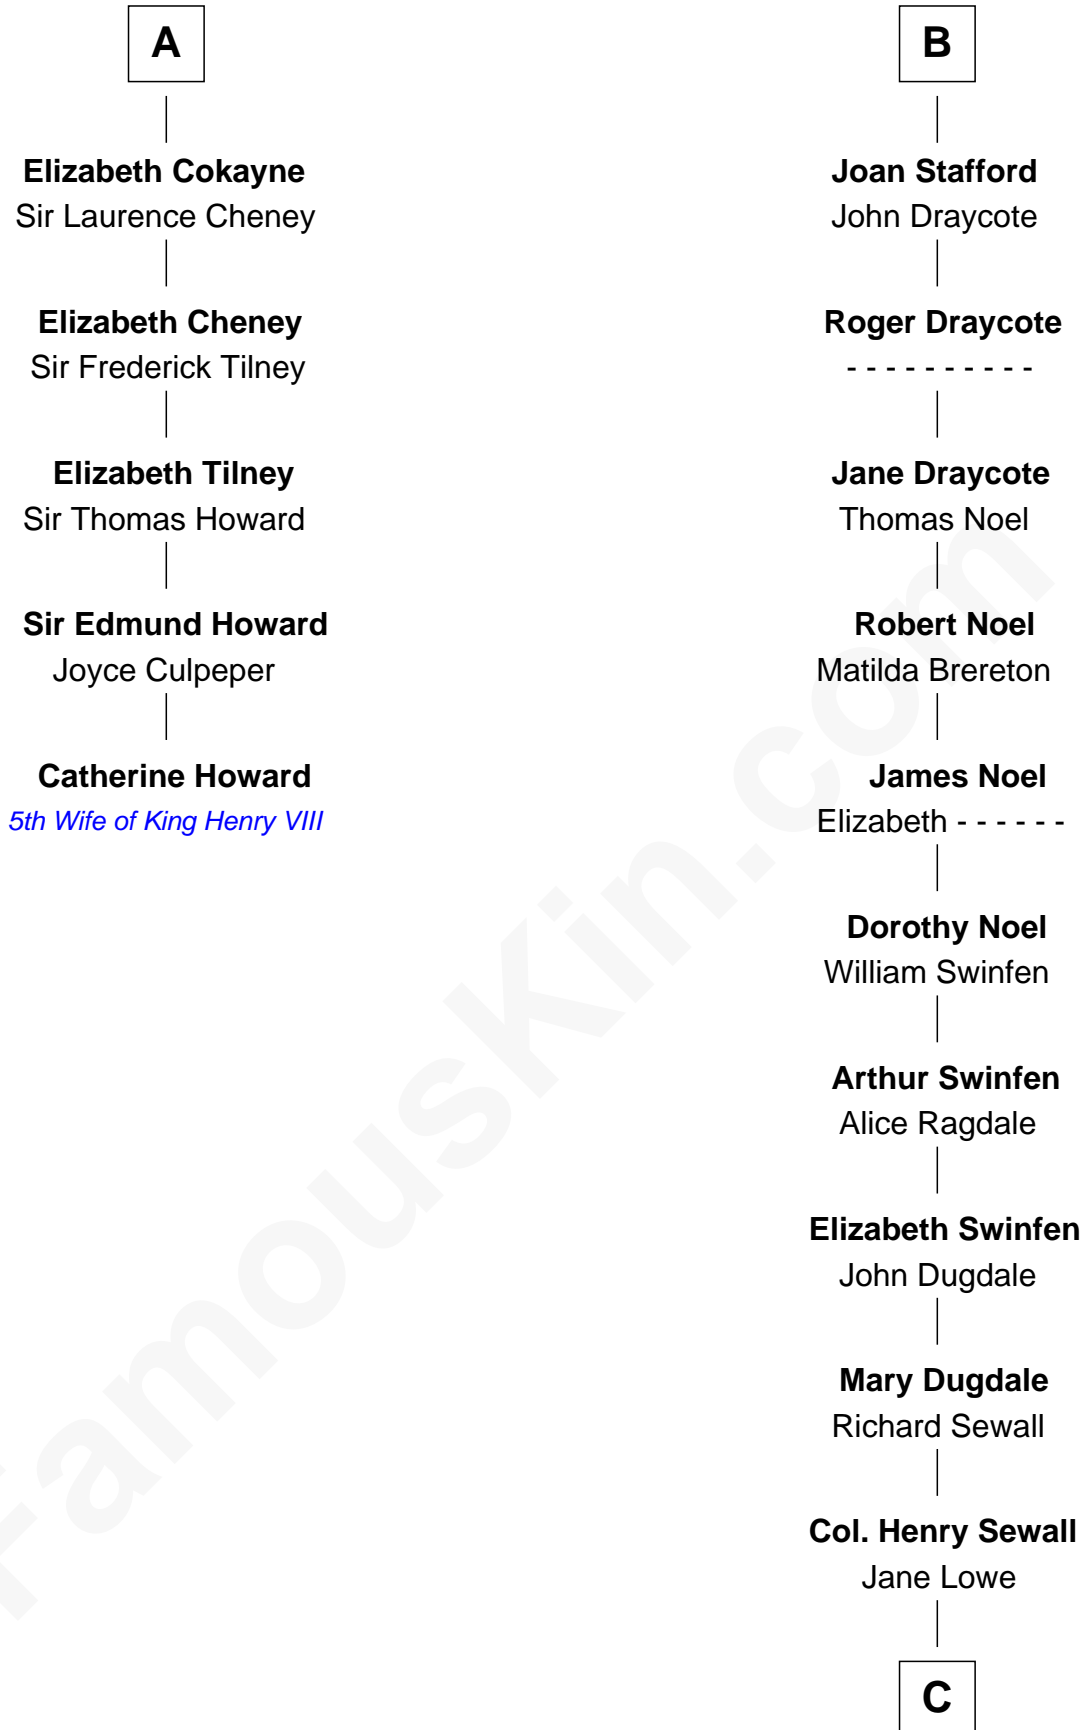 A
Elizabeth Cokayne
Sir Laurence Cheney
Elizabeth Cheney
Sir Frederick Tilney
Elizabeth Tilney
Sir Thomas Howard
Sir Edmund Howard
Joyce Culpeper
Catherine Howard
5th Wife of King Henry VIII
B
Joan Stafford
John Draycote
Roger Draycote
- - - - - - - - - -
Jane Draycote
Thomas Noel
Robert Noel
Matilda Brereton
James Noel
Elizabeth - - - - - -
Dorothy Noel
William Swinfen
Arthur Swinfen
Alice Ragdale
Elizabeth Swinfen
John Dugdale
Mary Dugdale
Richard Sewall
Col. Henry Sewall
Jane Lowe
C
FamousKin.com